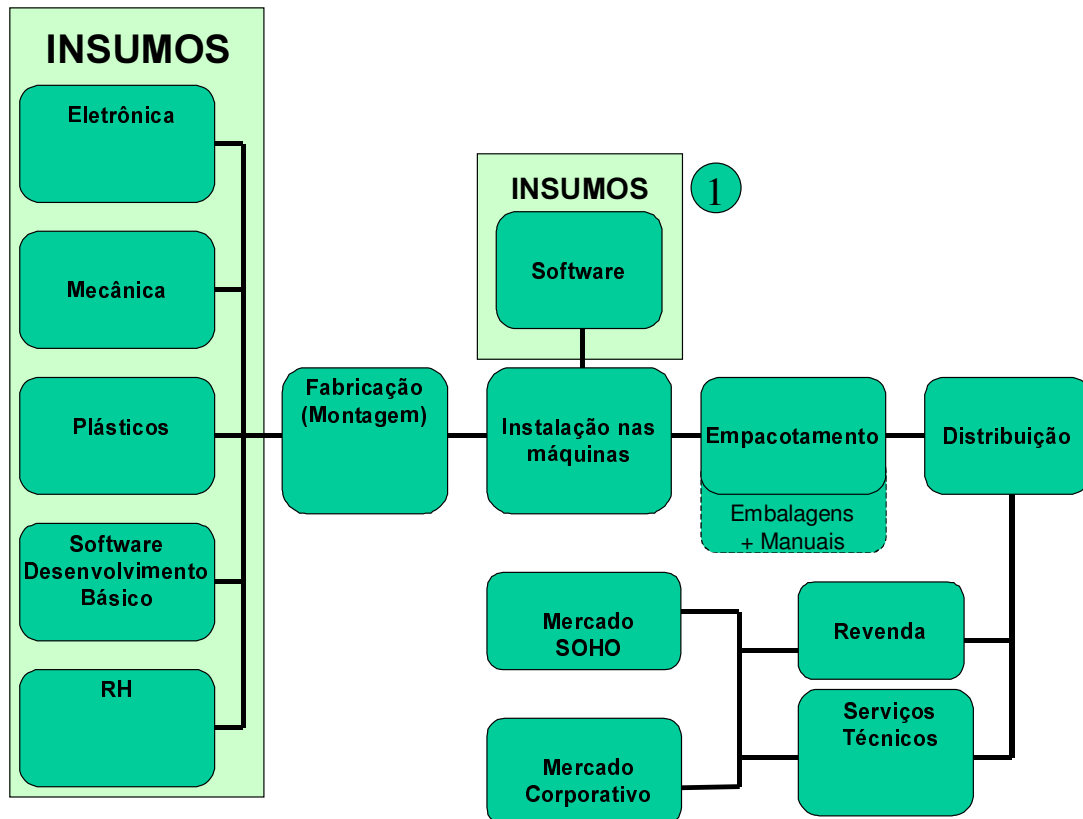 INSUMOS
Eletrônica
Mecânica
Plásticos
Software
Desenvolvimento
Básico
RH
Fabricação
(Montagem)
INSUMOS
1
Software
Instalação nas
máquinas
Empacotamento
Embalagens
+ Manuais
Distribuição
Revenda
Serviços
Técnicos
Mercado
SOHO
Mercado
Corporativo